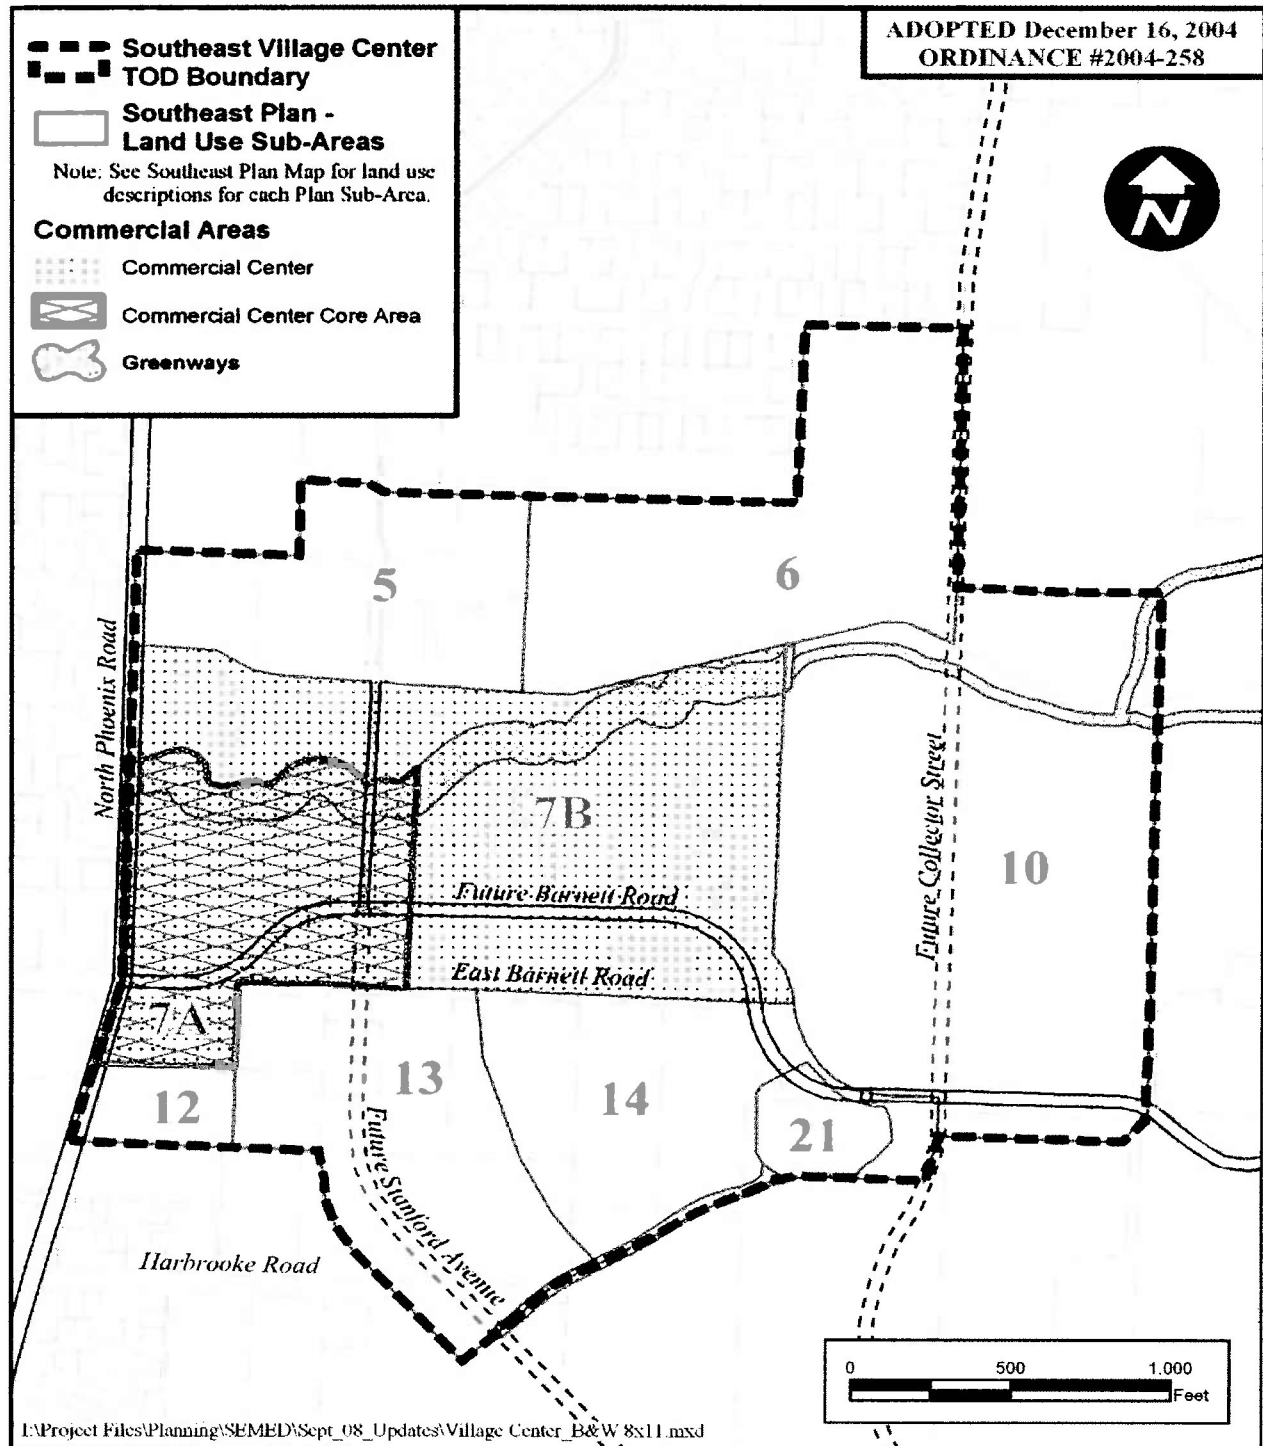 Southeast Village Center
TOD Boundary
Southeast Plan -
Land Use Sub-Areas
Note: See Southeast Plan Map for land use
descriptions for each Plan Sub-Area.
Commercial Areas
Commercial Center
Commercial Center Core Area
Greenways
ADOPTED December 16, 2004
ORDINANCE #2004-258
N
5
6
North Phoenix Road
7B
10
Future Collector Street
Future Barnett Road
East Barnett Road
7A
12
13
14
21
Future Stanford Avenue
Harbrooke Road
0 500 1,000
Feet
I:\Project Files\Planning\SEMED\Sept_08_Updates\Village Center_B&W 8x11.mxd